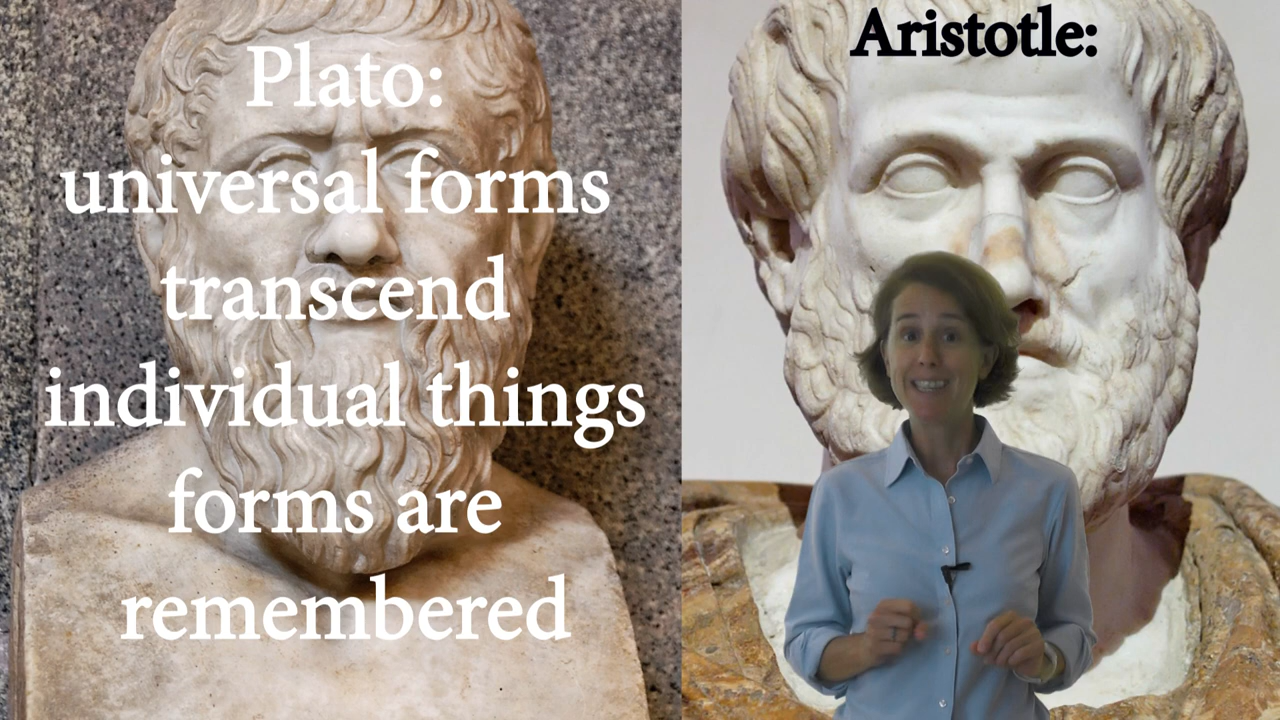 Plato:
universal forms
transcend
individual things
forms are
remembered
Aristotle: